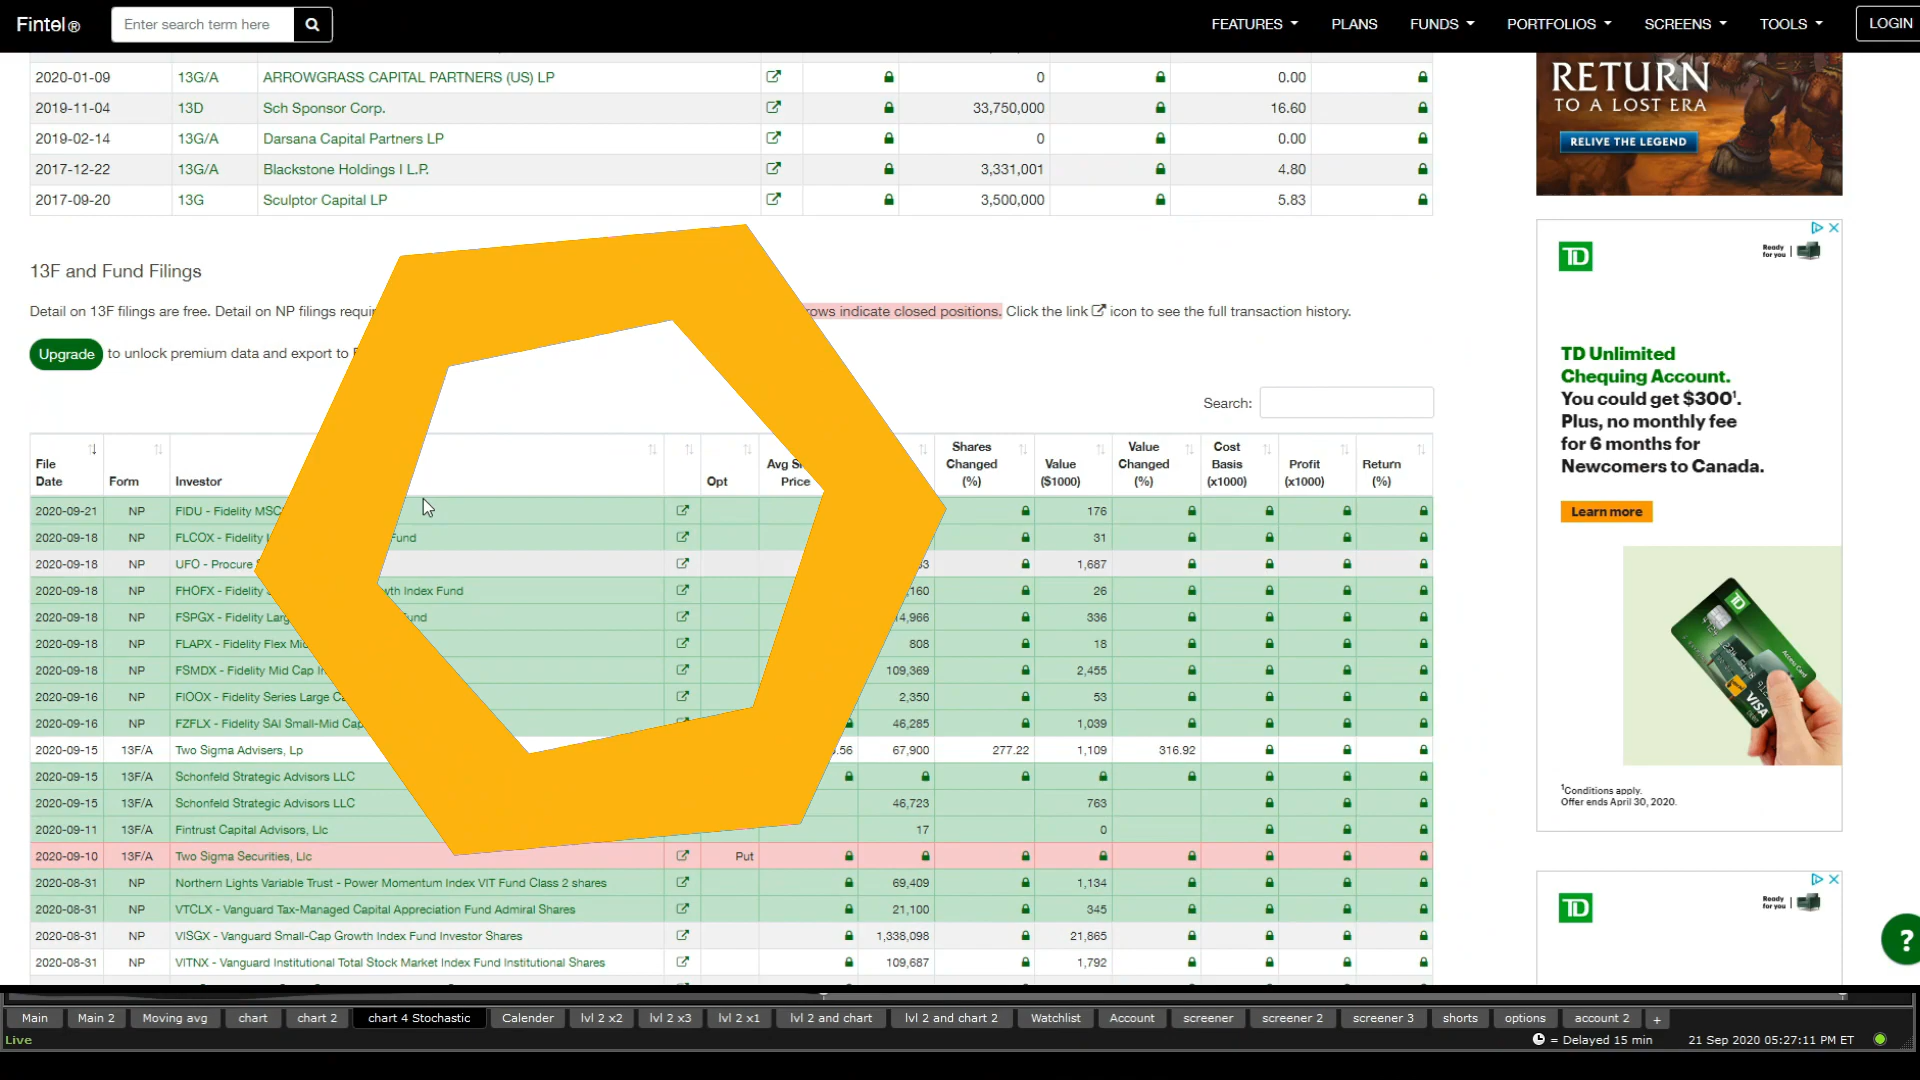 Fintel®
Enter search term here
FEATURES
PLANS
FUNDS
PORTFOLIOS
SCREENS
TOOLS
LOGIN
2020-01-09 13G/A ARROWGRASS CAPITAL PARTNERS (US) LP 0 0.00
2019-11-04 13D Sch Sponsor Corp. 33,750,000 16.60
2019-02-14 13G/A Darsana Capital Partners LP 0 0.00
2017-12-22 13G/A Blackstone Holdings I L.P. 3,331,001 4.80
2017-09-20 13G Sculptor Capital LP 3,500,000 5.83
13F and Fund Filings
Detail on 13F filings are free. Detail on NP filings rows indicate closed positions. Click the link icon to see the full transaction history.
Upgrade to unlock premium data and export to
Search:
File Date Form Investor Opt Avg Price Shares Changed (%) Value ($1000) Value Changed (%) Cost Basis (x1000) Profit (x1000) Return (%)
2020-09-21 NP FIDU - Fidelity 176
2020-09-18 NP FLCOX - Fidelity Fund 31
2020-09-18 NP UFO - Procure 1,687
2020-09-18 NP FHOFX - Fidelity Index Fund 26
2020-09-18 NP FSPGX - Fidelity 336
2020-09-18 NP FLAPX - Fidelity Flex 808 18
2020-09-18 NP FSMDX - Fidelity Mid Cap 109,369 2,455
2020-09-16 NP FIOOX - Fidelity Series Large 2,350 53
2020-09-16 NP FZFLX - Fidelity SAI Small-Mid Cap 46,285 1,039
2020-09-15 13F/A Two Sigma Advisers, Lp 67,900 277.22 1,109 316.92
2020-09-15 13F/A Schonfeld Strategic Advisors LLC
2020-09-15 13F/A Schonfeld Strategic Advisors LLC 46,723 763
2020-09-11 13F/A Fintrust Capital Advisors, Llc 17 0
2020-09-10 13F/A Two Sigma Securities, Llc Put
2020-08-31 NP Northern Lights Variable Trust - Power Momentum Index VIT Fund Class 2 shares 69,409 1,134
2020-08-31 NP VTCLX - Vanguard Tax-Managed Capital Appreciation Fund Admiral Shares 21,100 345
2020-08-31 NP VISGX - Vanguard Small-Cap Growth Index Fund Investor Shares 1,338,098 21,865
2020-08-31 NP VITNX - Vanguard Institutional Total Stock Market Index Fund Institutional Shares 109,687 1,792
RETURN
TO A LOST ERA
RELIVE THE LEGEND
TD
Ready for you
TD Unlimited
Chequing Account.
You could get $300¹.
Plus, no monthly fee
for 6 months for
Newcomers to Canada.
Learn more
TD
VISA
¹Conditions apply.
Offer ends April 30, 2020.
TD
Ready for you
?
Main Main 2 Moving avg chart chart 2 chart 4 Stochastic Calender lvl 2 x2 lvl 2 x3 lvl 2 x1 lvl 2 and chart lvl 2 and chart 2 Watchlist Account screener screener 2 screener 3 shorts options account 2 +
Live
= Delayed 15 min 21 Sep 2020 05:27:11 PM ET